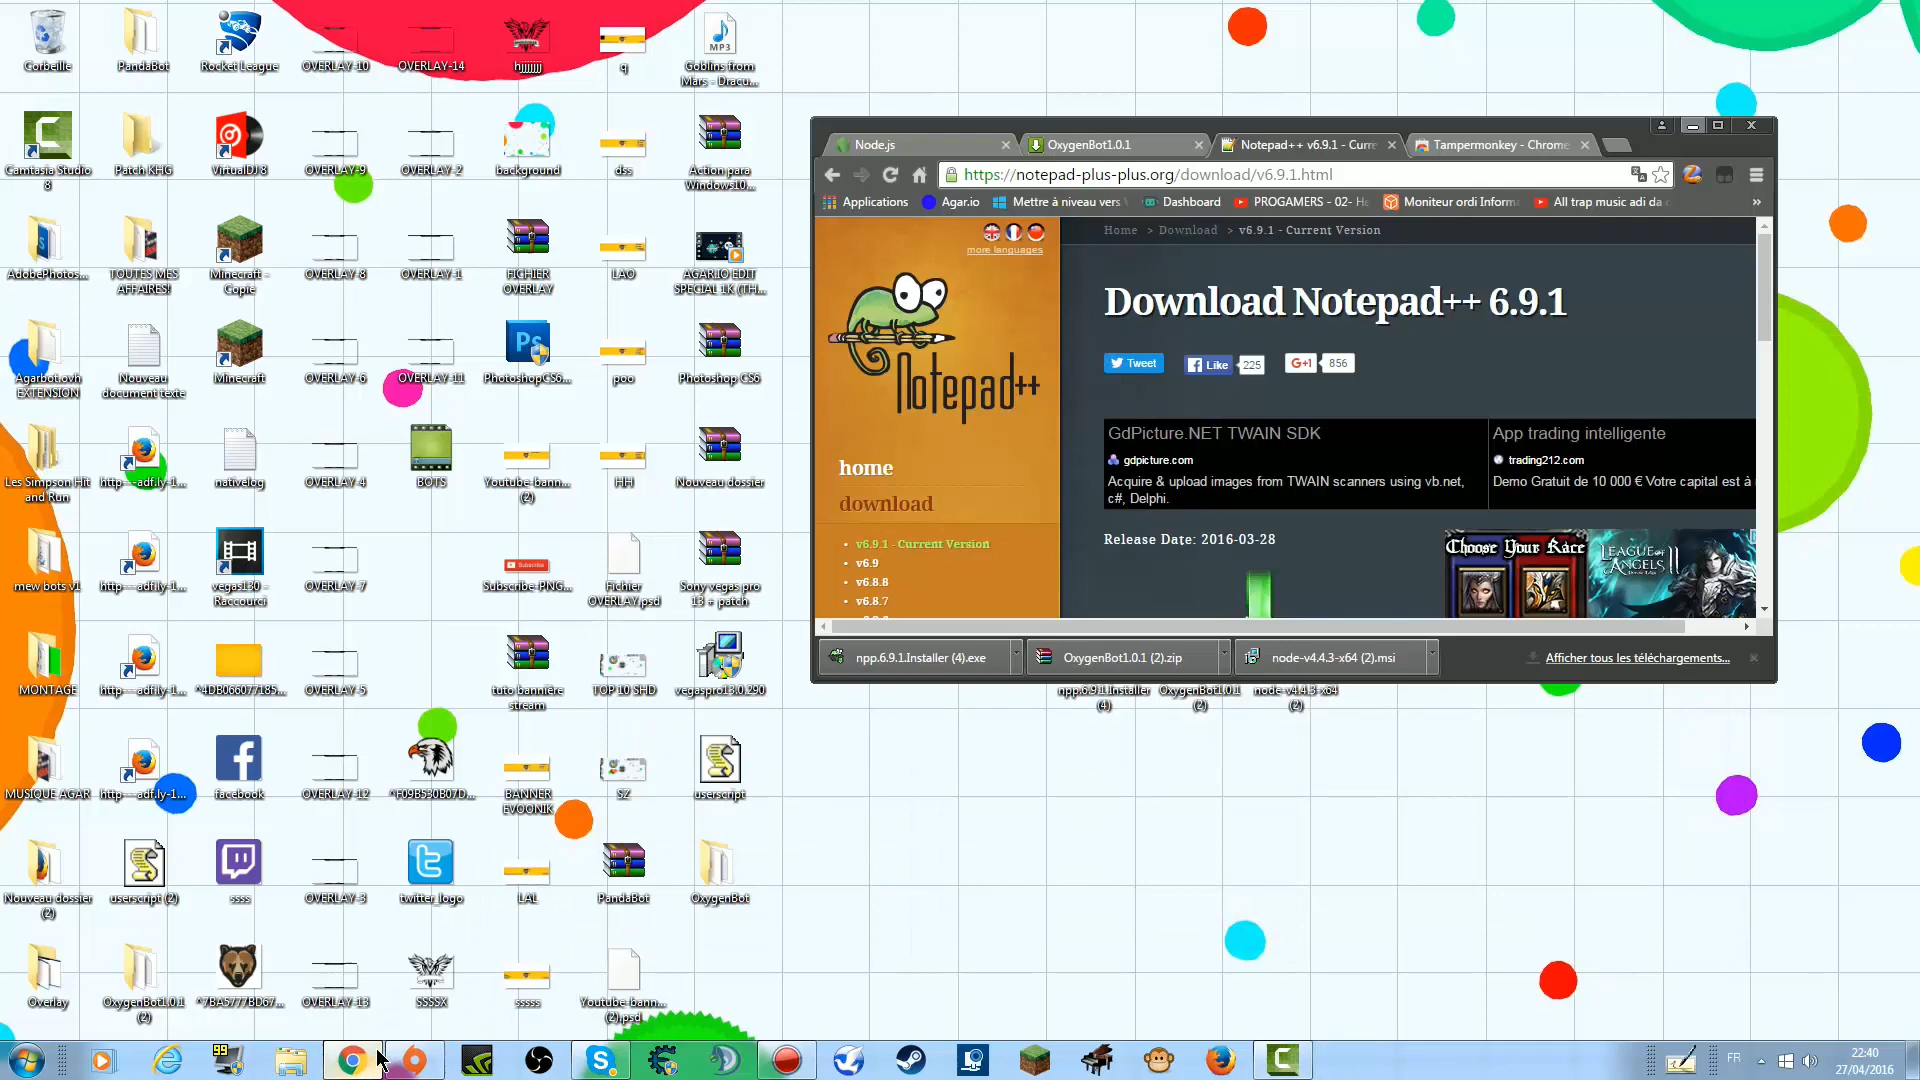 Corbeille
PandaBot
Rocket League
OVERLAY-10
OVERLAY-14
hjjjjjjj
q
MP3
Goblins from
Mars - Dracu...
Camtasia Studio
8
Patch KHG
VirtualDJ 8
OVERLAY-9
OVERLAY-2
background
dss
Action para
Windows10...
AdobePhotos...
TOUTES MES
AFFAIRES!
Minecraft -
Copie
OVERLAY-8
OVERLAY-1
FICHIER
OVERLAY
LAO
AGAR.IO EDIT
SPECIAL 1K (TH...
Agarbot.ovh
EXTENSION
Nouveau
document texte
Minecraft
OVERLAY-6
OVERLAY-11
Ps
PhotoshopCS6...
poo
Photoshop CS6
Les Simpson Hit
and Run
http---adf.ly-1...
nativelog
OVERLAY-4
BOTS
Youtube-bann...
(2)
HH
Nouveau dossier
mew bots v1
http---adf.ly-1...
vegas130 -
Raccourci
OVERLAY-7
Subscribe
Subscribe-PNG...
Fichier
OVERLAY.psd
Sony vegas pro
13 + patch
MONTAGE
http---adf.ly-1...
^4DB066077185...
OVERLAY-5
tuto bannière
stream
TOP 10 SHD
vegaspro13.0.290
MUSIQUE AGAR
http---adf.ly-1...
facebook
OVERLAY-12
^F09B530B07D...
BANNER
EVOONIK
SZ
userscript
Nouveau dossier
(2)
userscript (2)
ssss
OVERLAY-3
twitter_logo
LAL
PandaBot
OxygenBot
Overlay
OxygenBot1.0.1
(2)
^7BA5777BD67...
OVERLAY-13
SSSSX
sssss
Youtube-bann...
(2).psd
Node.js
OxygenBot1.0.1
Notepad++ v6.9.1 - Curre
Tampermonkey - Chrome
https://notepad-plus-plus.org/download/v6.9.1.html
Applications
Agar.io
Mettre à niveau vers
Dashboard
PROGAMERS - 02- He
Moniteur ordi Inform
All trap music adi da c
»
more languages
Notepad++
home
download
• v6.9.1 - Current Version
• v6.9
• v6.8.8
• v6.8.7
Home > Download > v6.9.1 - Current Version
Download Notepad++ 6.9.1
Tweet
Like
225
G+1
856
GdPicture.NET TWAIN SDK
gdpicture.com
Acquire & upload images from TWAIN scanners using vb.net,
c#, Delphi.
App trading intelligente
trading212.com
Demo Gratuit de 10 000 € Votre capital est à
Release Date: 2016-03-28
Choose Your Race
LEAGUE OF
ANGELS II
npp.6.9.1.Installer (4).exe
OxygenBot1.0.1 (2).zip
node-v4.4.3-x64 (2).msi
Afficher tous les téléchargements...
npp.6.9.1.Installer
(4)
OxygenBot1.0.1
(2)
node-v4.4.3-x64
(2)
99
FR
22:40
27/04/2016